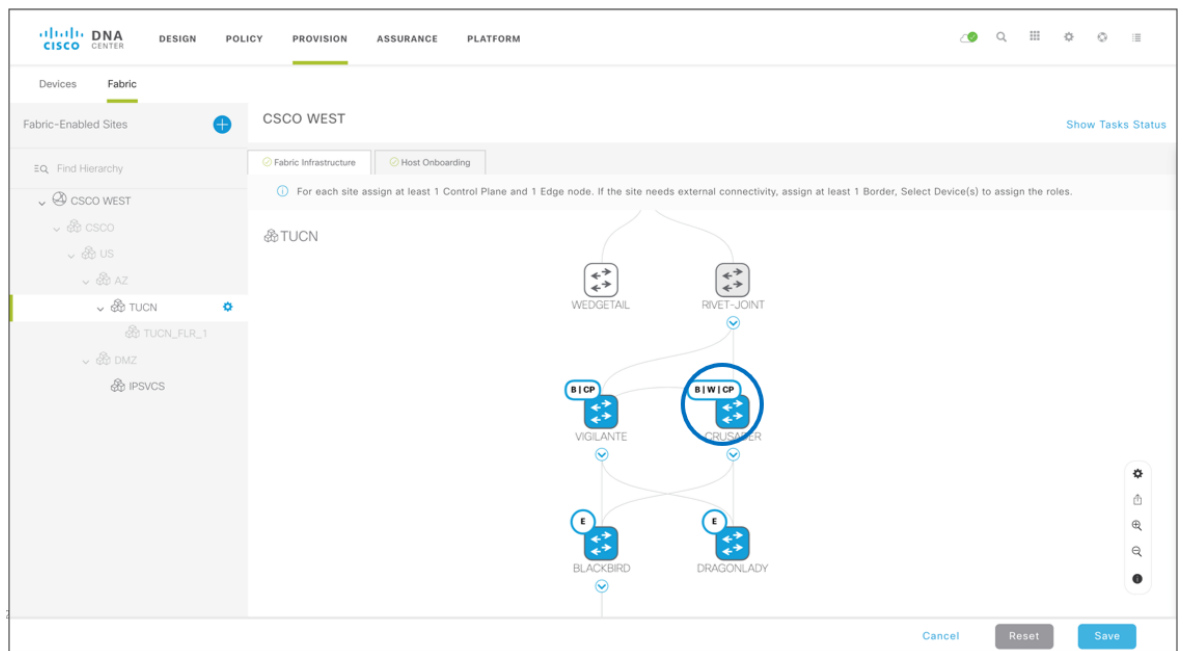 CISCO DNA CENTER DESIGN POLICY PROVISION ASSURANCE PLATFORM
Devices Fabric
Fabric-Enabled Sites
CSCO WEST
Show Tasks Status
Find Hierarchy
Fabric Infrastructure Host Onboarding
For each site assign at least 1 Control Plane and 1 Edge node. If the site needs external connectivity, assign at least 1 Border, Select Device(s) to assign the roles.
CSCO WEST
CSCO
US
AZ
TUCN
TUCN_FLR_1
DMZ
IPSVCS
TUCN
WEDGETAIL RIVET-JOINT
B | CP B | W | CP
VIGILANTE CRUSADER
E E
BLACKBIRD DRAGONLADY
Cancel Reset Save